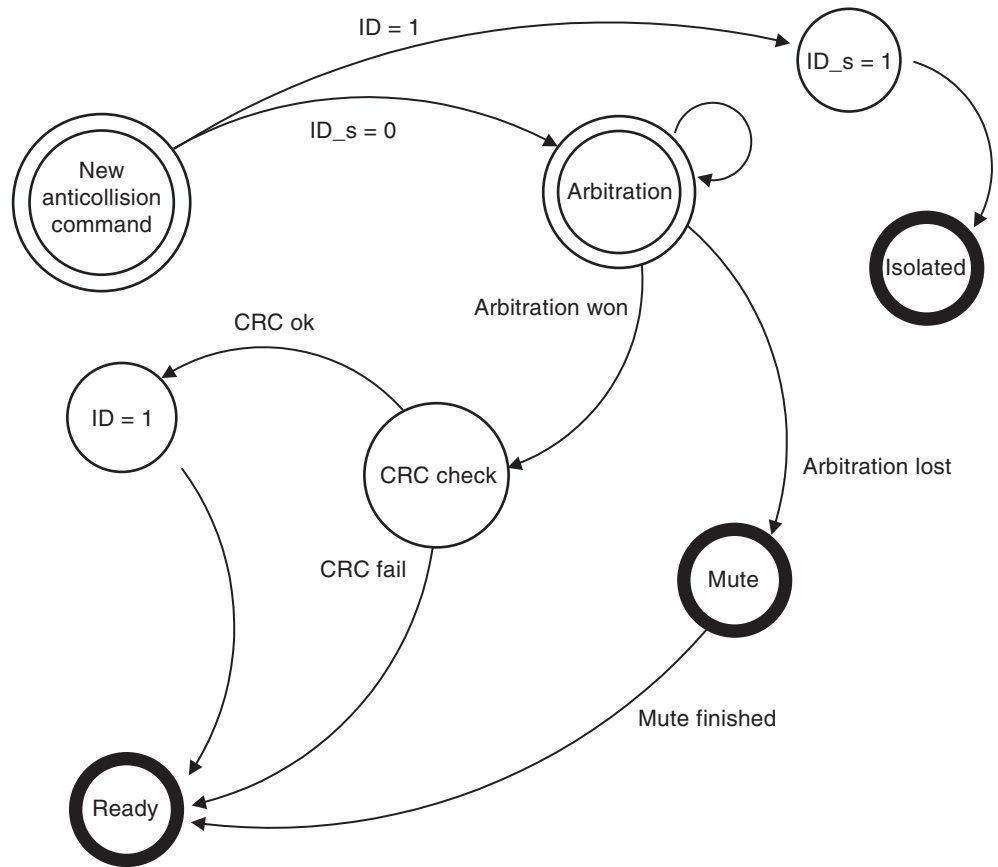 ID = 1
ID_s = 1
ID_s = 0
New
anticollision
command
Arbitration
Isolated
Arbitration won
CRC ok
ID = 1
CRC check
Arbitration lost
CRC fail
Mute
Mute finished
Ready